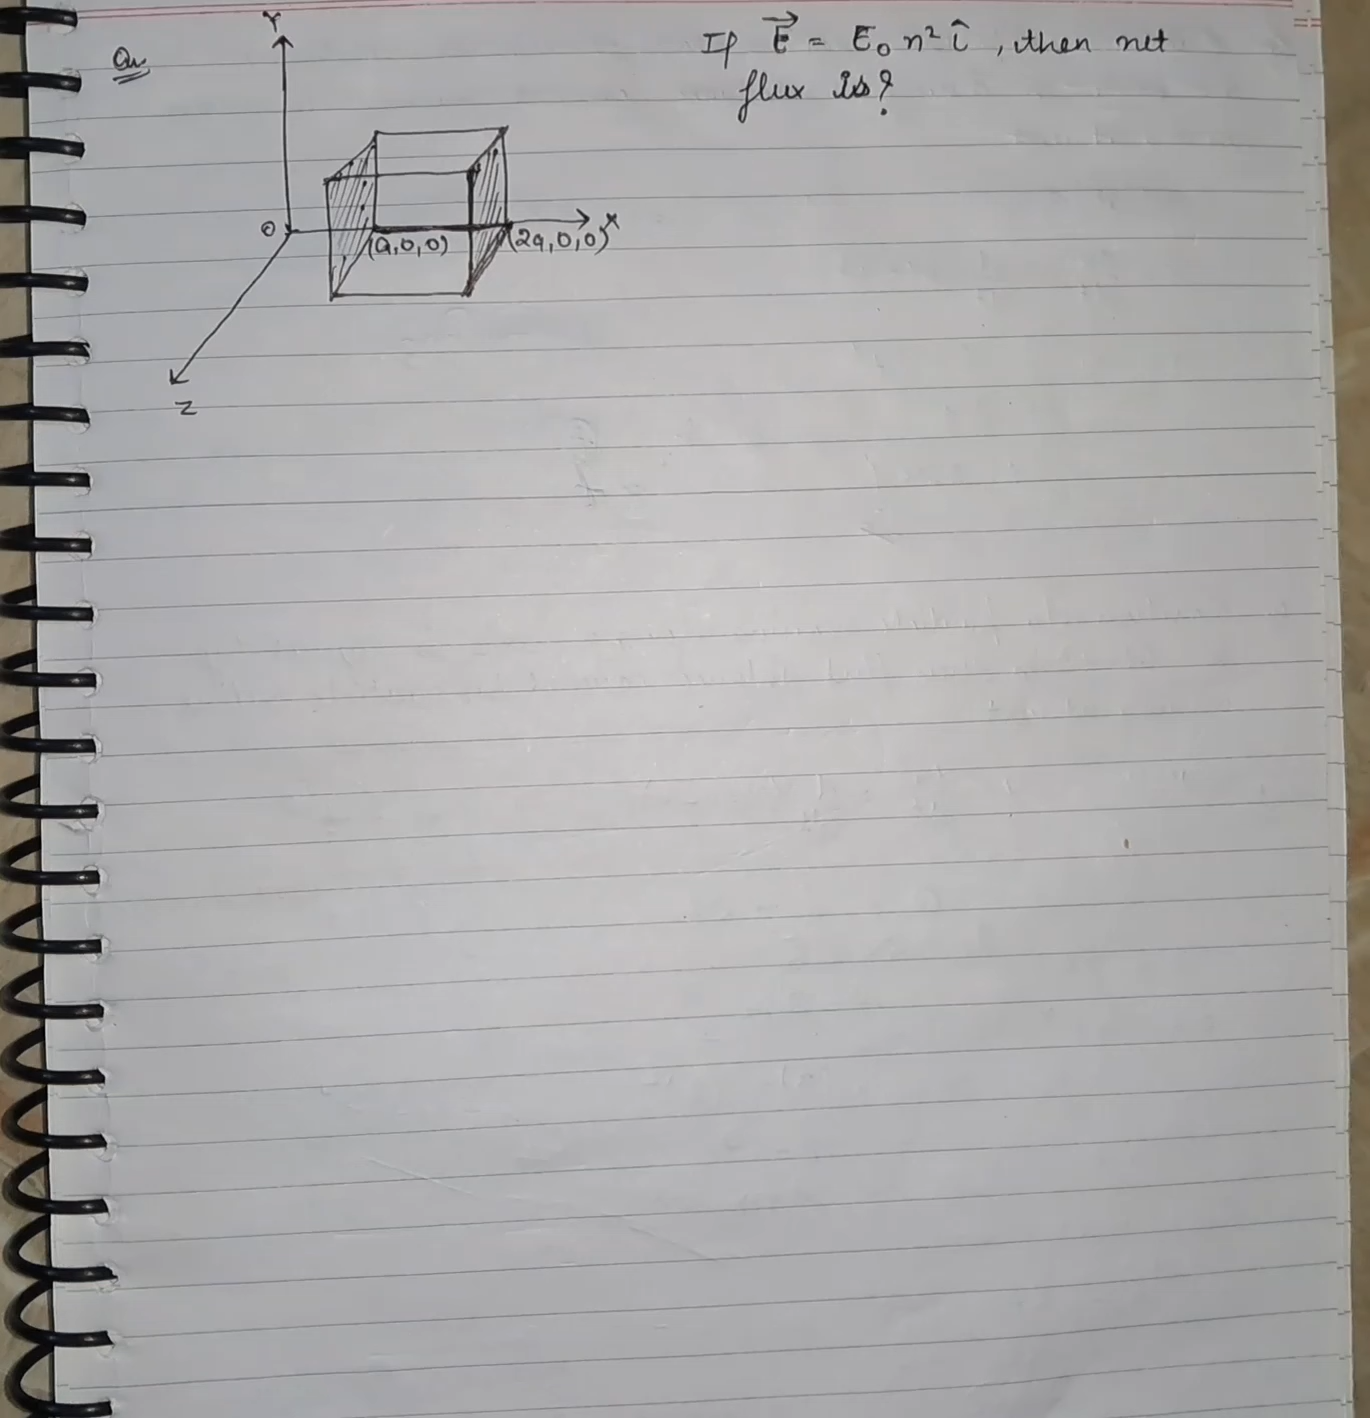 Qu
Y
If E⃗ = E₀ x² î , then net
flux is?
O
(a,0,0)
(2a,0,0)
X
Z